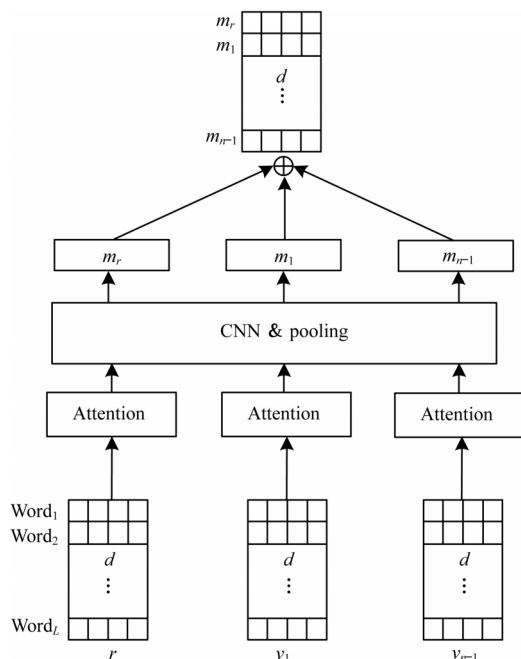 m_r
m_1
d
⋮
m_{n-1}
⊕
m_r m_1 m_{n-1}
CNN & pooling
Attention Attention Attention
Word_1
Word_2
d d d
⋮ ⋮ ⋮
Word_L
r v_1 v_{n-1}